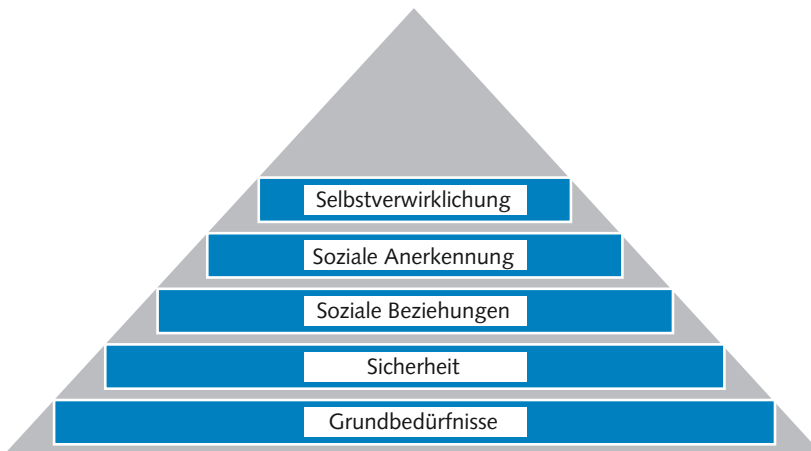 Selbstverwirklichung
Soziale Anerkennung
Soziale Beziehungen
Sicherheit
Grundbedürfnisse